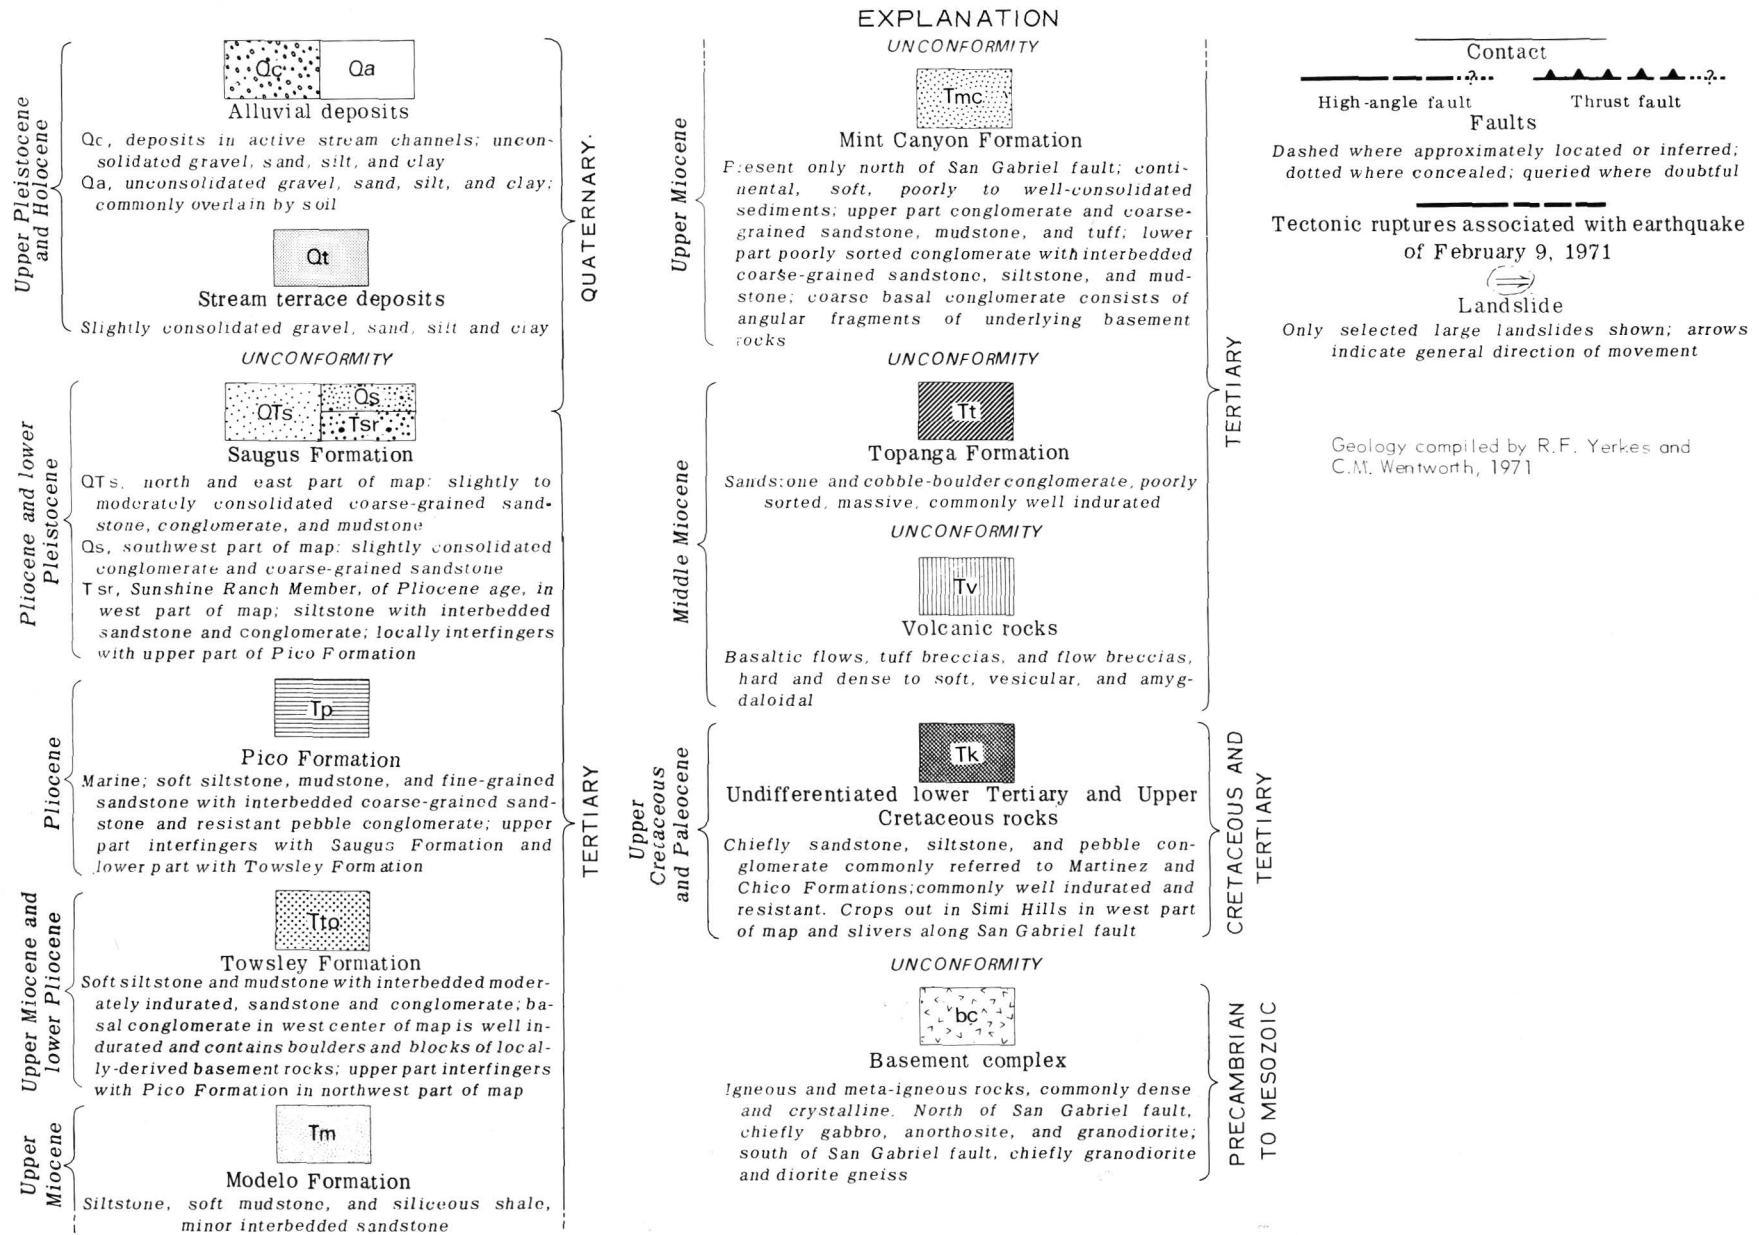 EXPLANATION
Qc
Qa
Alluvial deposits
Qc, deposits in active stream channels; uncon-
solidated gravel, sand, silt, and clay
Qa, unconsolidated gravel, sand, silt, and clay;
commonly overlain by soil
Qt
Stream terrace deposits
Slightly consolidated gravel, sand, silt and clay
Upper Pleistocene
and Holocene
QUATERNARY.
UNCONFORMITY
QTs
Qs
Tsr
Saugus Formation
QTs, north and east part of map: slightly to
moderately consolidated coarse-grained sand-
stone, conglomerate, and mudstone
Qs, southwest part of map: slightly consolidated
conglomerate and coarse-grained sandstone
Tsr, Sunshine Ranch Member, of Pliocene age, in
west part of map; siltstone with interbedded
sandstone and conglomerate; locally interfingers
with upper part of Pico Formation
Pliocene and lower
Pleistocene
Tp
Pico Formation
Marine; soft siltstone, mudstone, and fine-grained
sandstone with interbedded coarse-grained sand-
stone and resistant pebble conglomerate; upper
part interfingers with Saugus Formation and
lower part with Towsley Formation
Pliocene
TERTIARY
Tto
Towsley Formation
Soft siltstone and mudstone with interbedded moder-
ately indurated, sandstone and conglomerate; ba-
sal conglomerate in west center of map is well in-
durated and contains boulders and blocks of local-
ly-derived basement rocks; upper part interfingers
with Pico Formation in northwest part of map
Upper Miocene and
lower Pliocene
Tm
Modelo Formation
Siltstone, soft mudstone, and siliceous shale,
minor interbedded sandstone
Upper
Miocene
UNCONFORMITY
Tmc
Mint Canyon Formation
Present only north of San Gabriel fault; conti-
nental, soft, poorly to well-consolidated
sediments; upper part conglomerate and coarse-
grained sandstone, mudstone, and tuff; lower
part poorly sorted conglomerate with interbedded
coarse-grained sandstone, siltstone, and mud-
stone; coarse basal conglomerate consists of
angular fragments of underlying basement
rocks
Upper Miocene
UNCONFORMITY
Tt
Topanga Formation
Sandstone and cobble-boulder conglomerate, poorly
sorted, massive, commonly well indurated
UNCONFORMITY
Tv
Volcanic rocks
Basaltic flows, tuff breccias, and flow breccias,
hard and dense to soft, vesicular, and amyg-
daloidal
Middle Miocene
TERTIARY
Tk
Undifferentiated lower Tertiary and Upper
Cretaceous rocks
Chiefly sandstone, siltstone, and pebble con-
glomerate commonly referred to Martinez and
Chico Formations; commonly well indurated and
resistant. Crops out in Simi Hills in west part
of map and slivers along San Gabriel fault
Upper
Cretaceous
and Paleocene
CRETACEOUS AND
TERTIARY
UNCONFORMITY
bc
Basement complex
Igneous and meta-igneous rocks, commonly dense
and crystalline. North of San Gabriel fault,
chiefly gabbro, anorthosite, and granodiorite;
south of San Gabriel fault, chiefly granodiorite
and diorite gneiss
PRECAMBRIAN
TO MESOZOIC
Contact
?
?
High-angle fault
Thrust fault
Faults
Dashed where approximately located or inferred;
dotted where concealed; queried where doubtful
Tectonic ruptures associated with earthquake
of February 9, 1971
Landslide
Only selected large landslides shown; arrows
indicate general direction of movement
Geology compiled by R.F. Yerkes and
C.M. Wentworth, 1971